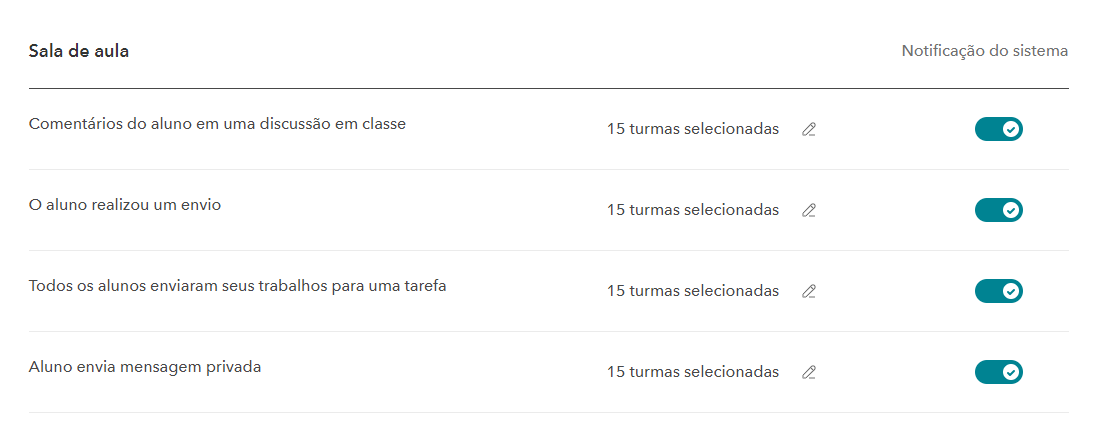 Sala de aula
Notificação do sistema
Comentários do aluno em uma discussão em classe
15 turmas selecionadas
O aluno realizou um envio
15 turmas selecionadas
Todos os alunos enviaram seus trabalhos para uma tarefa
15 turmas selecionadas
Aluno envia mensagem privada
15 turmas selecionadas